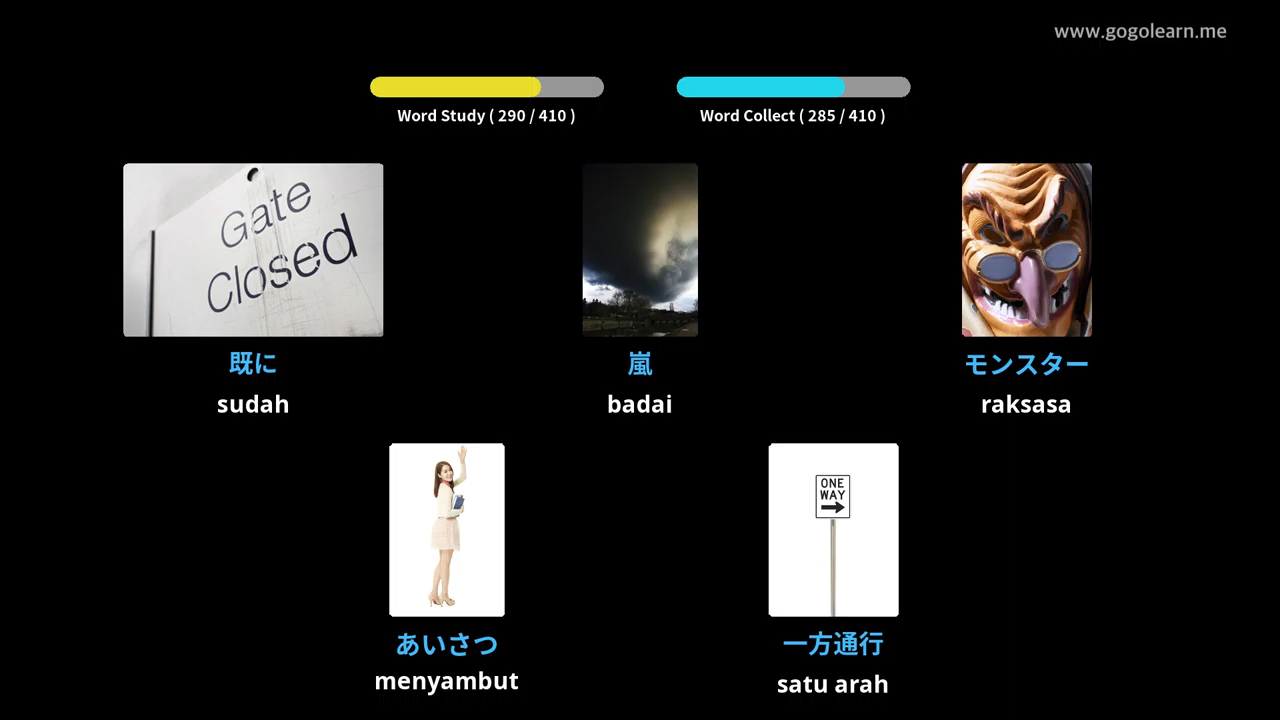 www.gogolearn.me
Word Study ( 290 / 410 )
Word Collect ( 285 / 410 )
Gate
Closed
既に
sudah
嵐
badai
モンスター
raksasa
あいさつ
menyambut
ONE
WAY
一方通行
satu arah